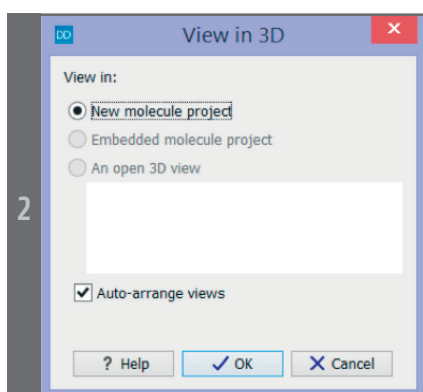 DD View in 3D x
View in:
New molecule project
Embedded molecule project
An open 3D view
2
Auto-arrange views
? Help OK Cancel